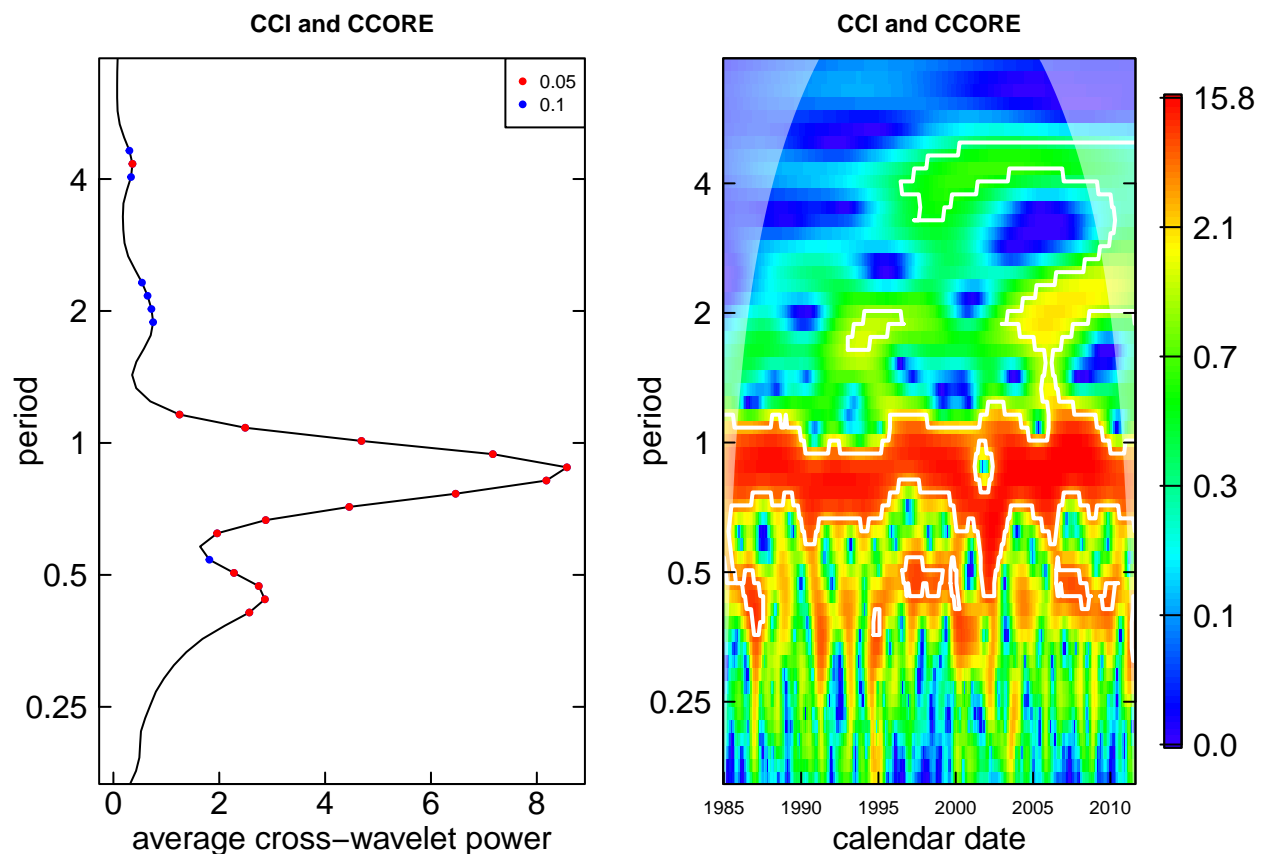 CCI and CCORE
0.05
0.1
4
2
1
0.5
0.25
period
0 2 4 6 8
average cross−wavelet power
CCI and CCORE
4
2
1
0.5
0.25
period
1985 1990 1995 2000 2005 2010
calendar date
15.8
2.1
0.7
0.3
0.1
0.0